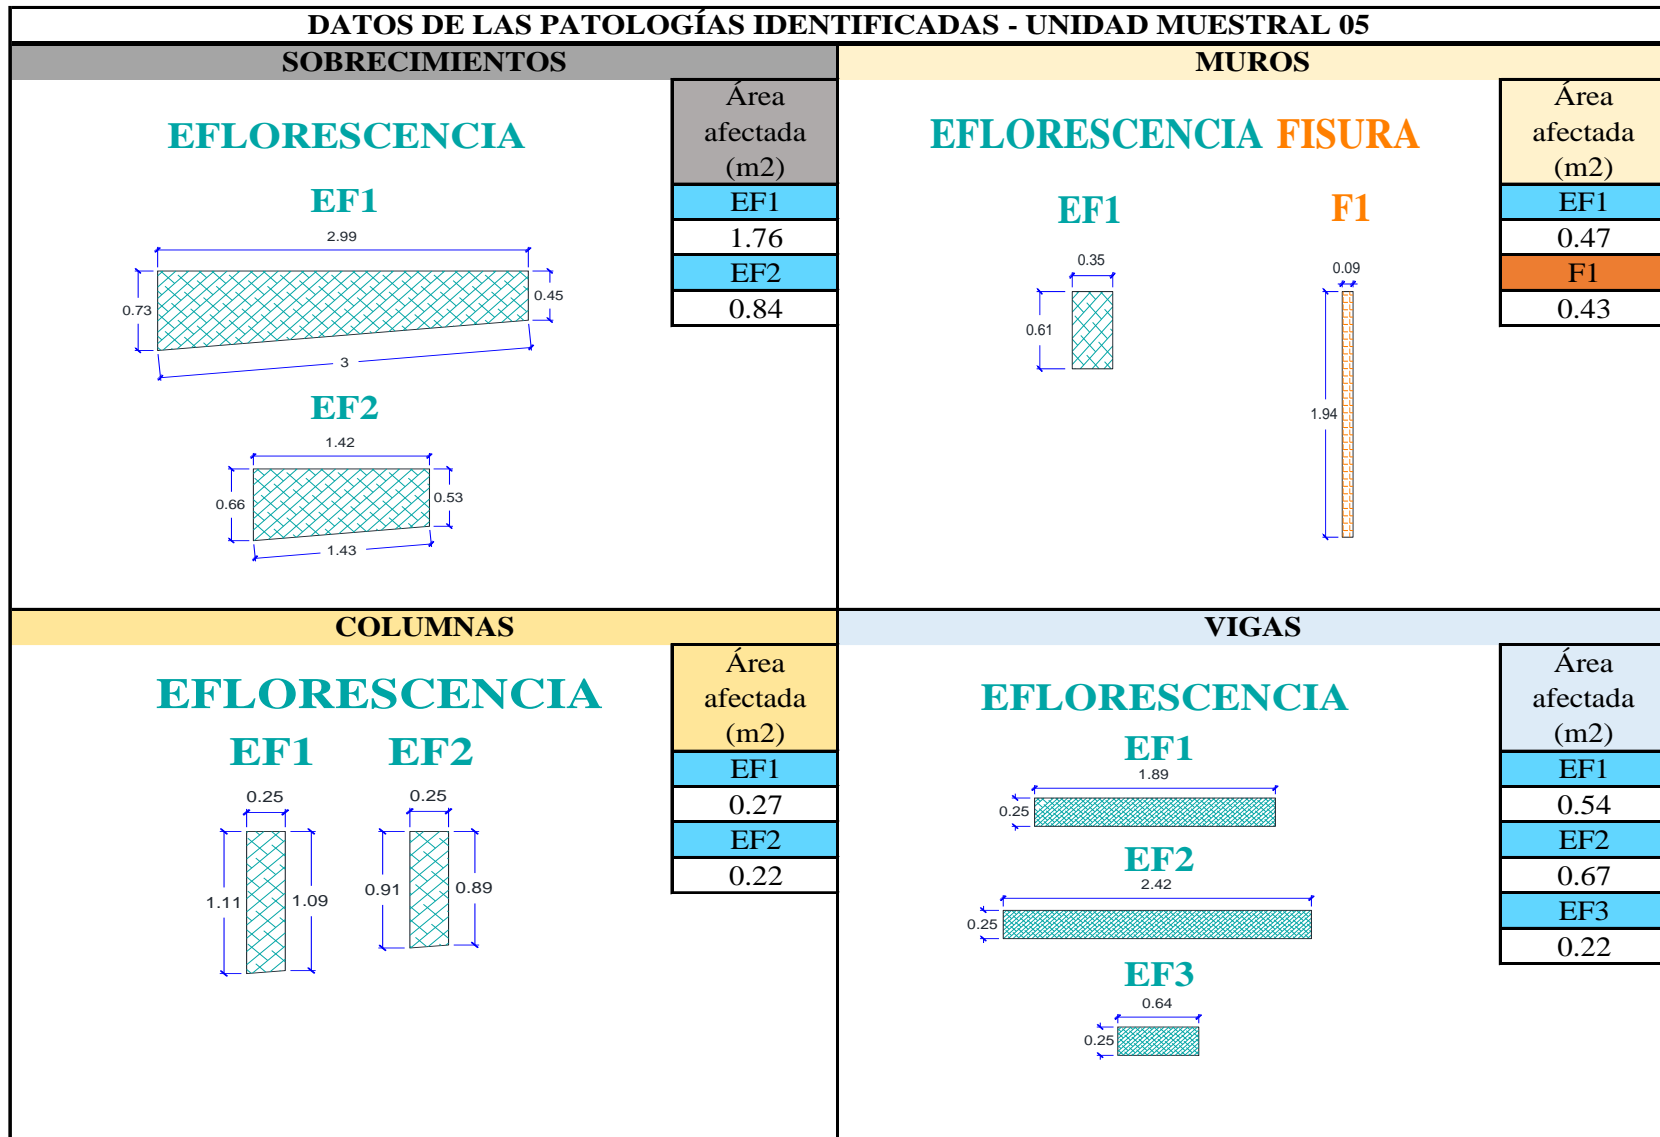 DATOS DE LAS PATOLOGÍAS IDENTIFICADAS - UNIDAD MUESTRAL 05
SOBRECIMIENTOS
EFLORESCENCIA
Área
afectada
(m2)
EF1
1.76
EF2
0.84
EF1
2.99
0.73
0.45
3
EF2
1.42
0.66
0.53
1.43
MUROS
EFLORESCENCIA FISURA
Área
afectada
(m2)
EF1
0.47
F1
0.43
EF1
F1
0.35
0.61
0.09
1.94
COLUMNAS
EFLORESCENCIA
Área
afectada
(m2)
EF1
0.27
EF2
0.22
EF1 EF2
0.25
0.25
1.11
1.09
0.91
0.89
VIGAS
EFLORESCENCIA
Área
afectada
(m2)
EF1
0.54
EF2
0.67
EF3
0.22
EF1
1.89
0.25
EF2
2.42
0.25
EF3
0.64
0.25